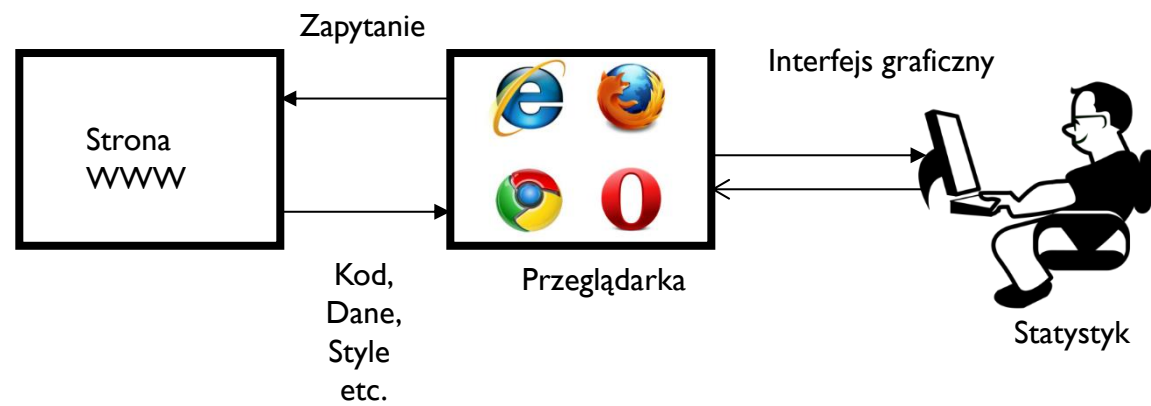 Zapytanie
Interfejs graficzny
Strona
WWW
Przeglądarka
Kod,
Dane,
Style
etc.
Statystyk